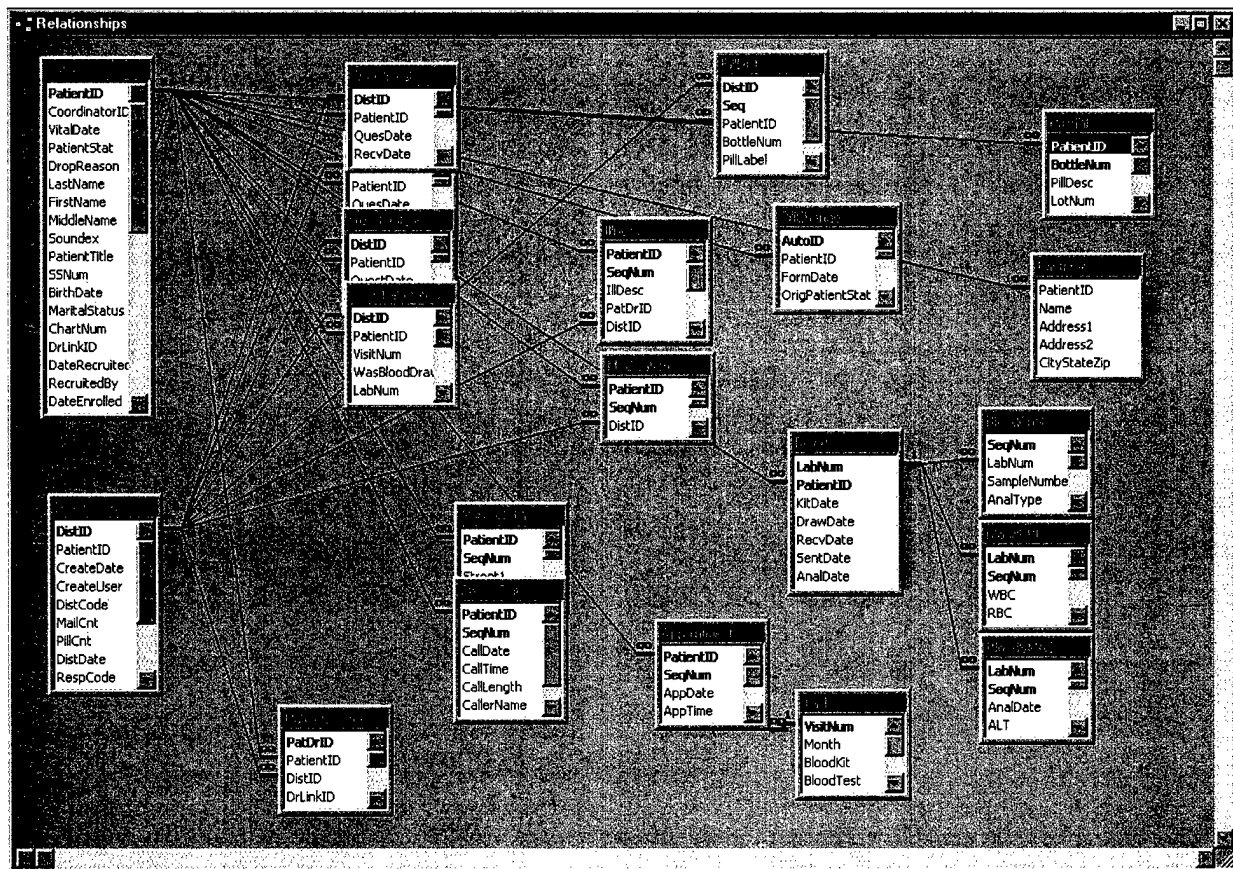 Relationships
PatientID
CoordinatorID
VitalDate
PatientStat
DropReason
LastName
FirstName
MiddleName
Soundex
PatientTitle
SSNum
BirthDate
MaritalStatus
ChartNum
DrLinkID
DateRecruited
RecruitedBy
DateEnrolled
DistID
PatientID
QuesDate
RecvDate
PatientID
QuesDate
DistID
PatientID
QuestDate
DistID
PatientID
VisitNum
WasBloodDraw
LabNum
DistID
Seq
PatientID
BottleNum
PillLabel
PatientID
BottleNum
PillDesc
LotNum
PatientID
SeqNum
IllDesc
PatDrID
DistID
AutoID
PatientID
FormDate
OrigPatientStat
PatientID
Name
Address1
Address2
CityStateZip
PatientID
SeqNum
DistID
LabNum
PatientID
KitDate
DrawDate
RecvDate
SentDate
AnalDate
SeqNum
LabNum
SampleNumbe
AnalType
LabNum
SeqNum
WBC
RBC
LabNum
SeqNum
AnalDate
ALT
DistID
PatientID
CreateDate
CreateUser
DistCode
MailCnt
PillCnt
DistDate
RespCode
PatientID
SeqNum
Street1
PatientID
SeqNum
CallDate
CallTime
CallLength
CallerName
PatientID
SeqNum
AppDate
AppTime
VisitNum
Month
BloodKit
BloodTest
PatDrID
PatientID
DistID
DrLinkID